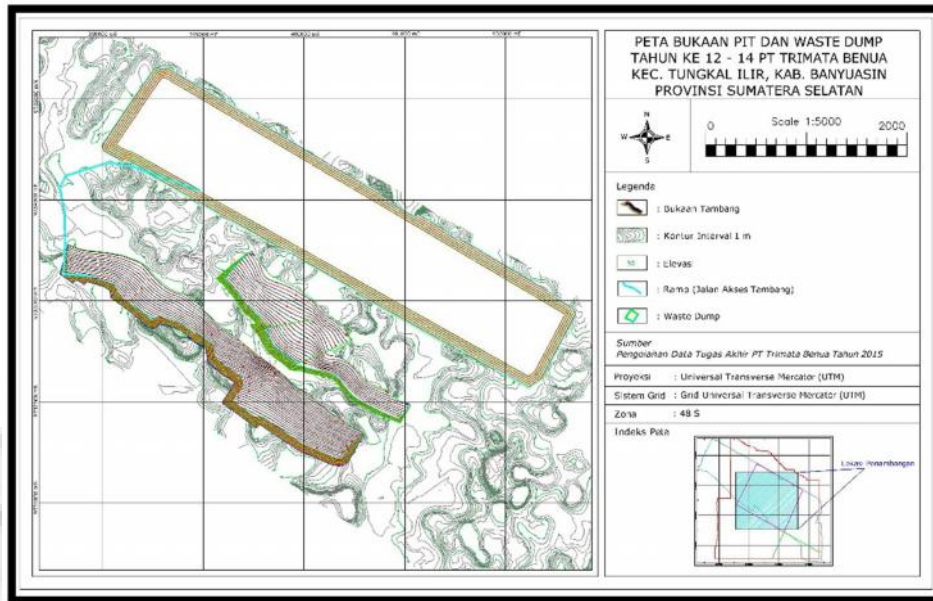 PETA BUKAAN PIT DAN WASTE DUMP
TAHUN KE 12 - 14 PT TRIMATA BENUA
KEC. TUNGKAL ILIR, KAB. BANYUASIN
PROVINSI SUMATERA SELATAN
N
W E
S
Scale 1:5000
0 2000
Legenda
: Bukaan Tambang
: Kontur Interval 1 m
: Elevasi
: Ramp (Jalan Akses Tambang)
: Waste Dump
Sumber
Pengolahan Data Tugas Akhir PT Trimata Benua Tahun 2015
Proyeksi : Universal Transverse Mercator (UTM)
Sistem Grid : Grid Universal Transverse Mercator (UTM)
Zona : 48 S
Indeks Peta
Lokasi Penambangan